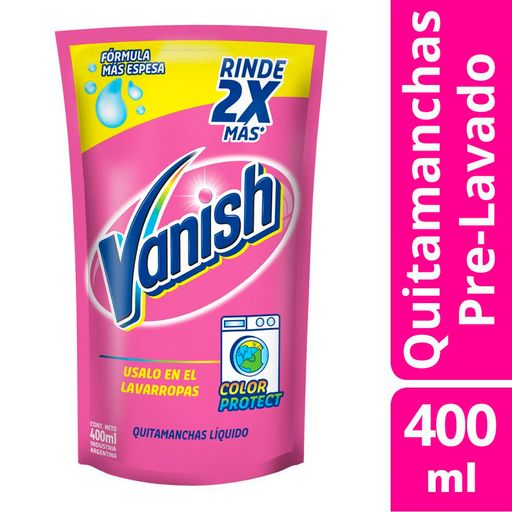 FÓRMULA
MÁS ESPESA
RINDE
2X
MÁS*
Vanish
USALO EN EL
LAVARROPAS
COLOR
PROTECT
CONT. NETO
400ml
INDUSTRIA
ARGENTINA
QUITAMANCHAS LÍQUIDO
Quitamanchas
Pre-Lavado
400
ml